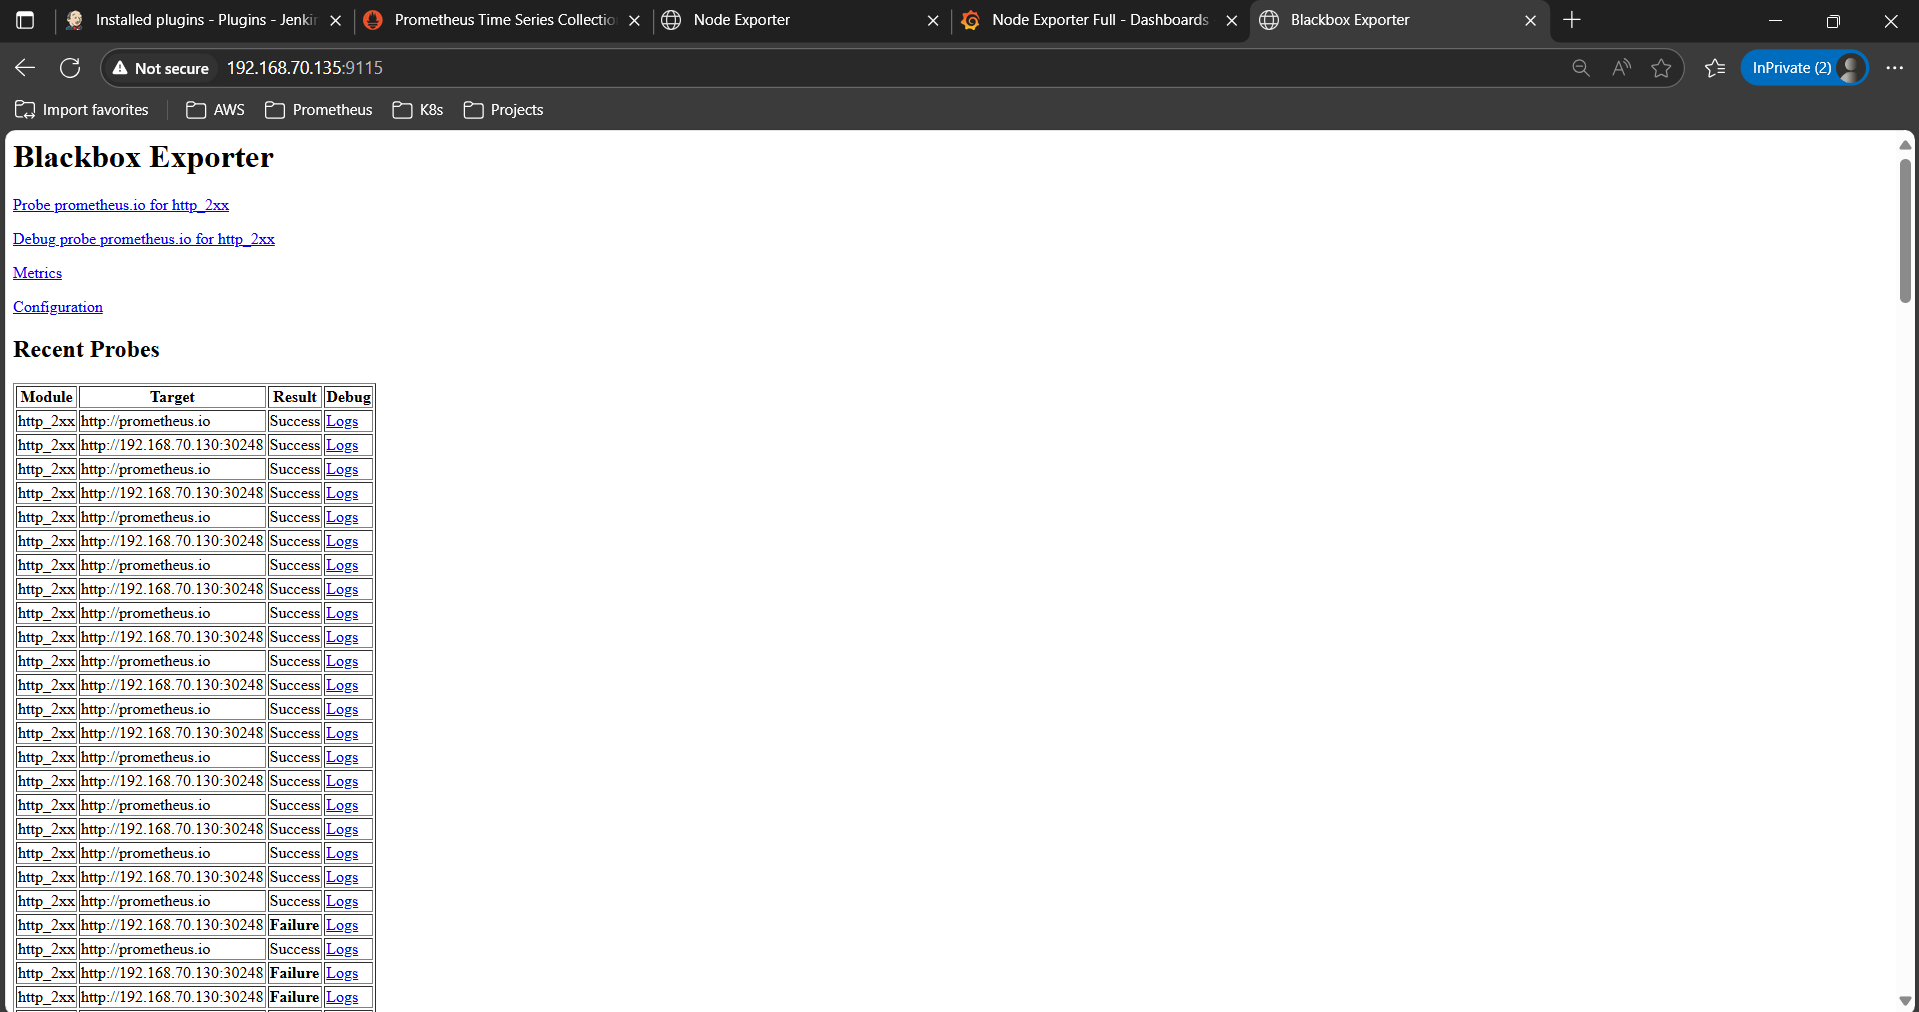 Installed plugins - Plugins - Jenkin
Prometheus Time Series Collectio
Node Exporter
Node Exporter Full - Dashboards
Blackbox Exporter
Not secure
192.168.70.135:9115
InPrivate (2)
Import favorites
AWS
Prometheus
K8s
Projects
Blackbox Exporter
Probe prometheus.io for http_2xx
Debug probe prometheus.io for http_2xx
Metrics
Configuration
Recent Probes
Module Target Result Debug
http_2xx http://prometheus.io Success Logs
http_2xx http://192.168.70.130:30248 Success Logs
http_2xx http://prometheus.io Success Logs
http_2xx http://192.168.70.130:30248 Success Logs
http_2xx http://prometheus.io Success Logs
http_2xx http://192.168.70.130:30248 Success Logs
http_2xx http://prometheus.io Success Logs
http_2xx http://192.168.70.130:30248 Success Logs
http_2xx http://prometheus.io Success Logs
http_2xx http://192.168.70.130:30248 Success Logs
http_2xx http://prometheus.io Success Logs
http_2xx http://192.168.70.130:30248 Success Logs
http_2xx http://prometheus.io Success Logs
http_2xx http://192.168.70.130:30248 Success Logs
http_2xx http://prometheus.io Success Logs
http_2xx http://192.168.70.130:30248 Success Logs
http_2xx http://prometheus.io Success Logs
http_2xx http://192.168.70.130:30248 Success Logs
http_2xx http://prometheus.io Success Logs
http_2xx http://192.168.70.130:30248 Success Logs
http_2xx http://prometheus.io Success Logs
http_2xx http://192.168.70.130:30248 Failure Logs
http_2xx http://prometheus.io Success Logs
http_2xx http://192.168.70.130:30248 Failure Logs
http_2xx http://192.168.70.130:30248 Failure Logs